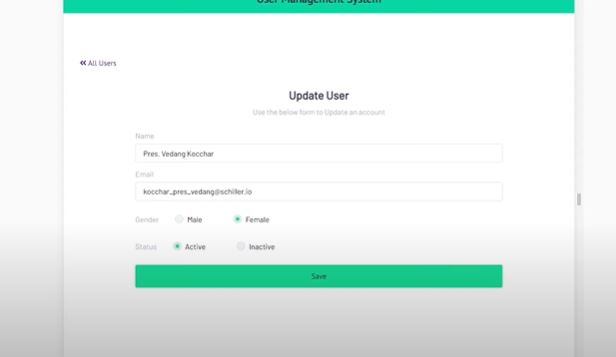 User Management System
« All Users
Update User
Use the below form to Update an account
Name
Pres. Vedang Kocchar
Email
kocchar_pres_vedang@schiller.io
Gender Male Female
Status Active Inactive
Save